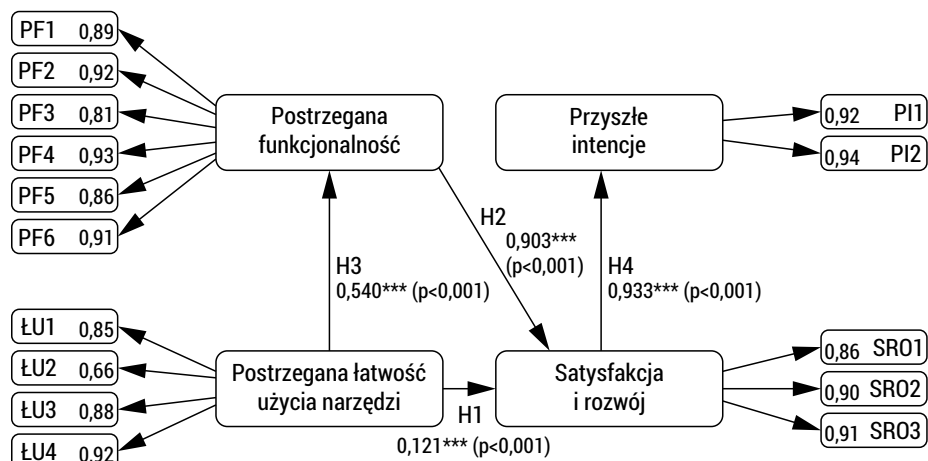 PF1 0,89
PF2 0,92
PF3 0,81
PF4 0,93
PF5 0,86
PF6 0,91
Postrzegana
funkcjonalność
Przyszłe
intencje
0,92 PI1
0,94 PI2
H2
0,903***
(p<0,001)
H3
0,540*** (p<0,001)
H4
0,933*** (p<0,001)
ŁU1 0,85
ŁU2 0,66
ŁU3 0,88
ŁU4 0,92
Postrzegana łatwość
użycia narzędzi
H1
0,121*** (p<0,001)
Satysfakcja
i rozwój
0,86 SRO1
0,90 SRO2
0,91 SRO3